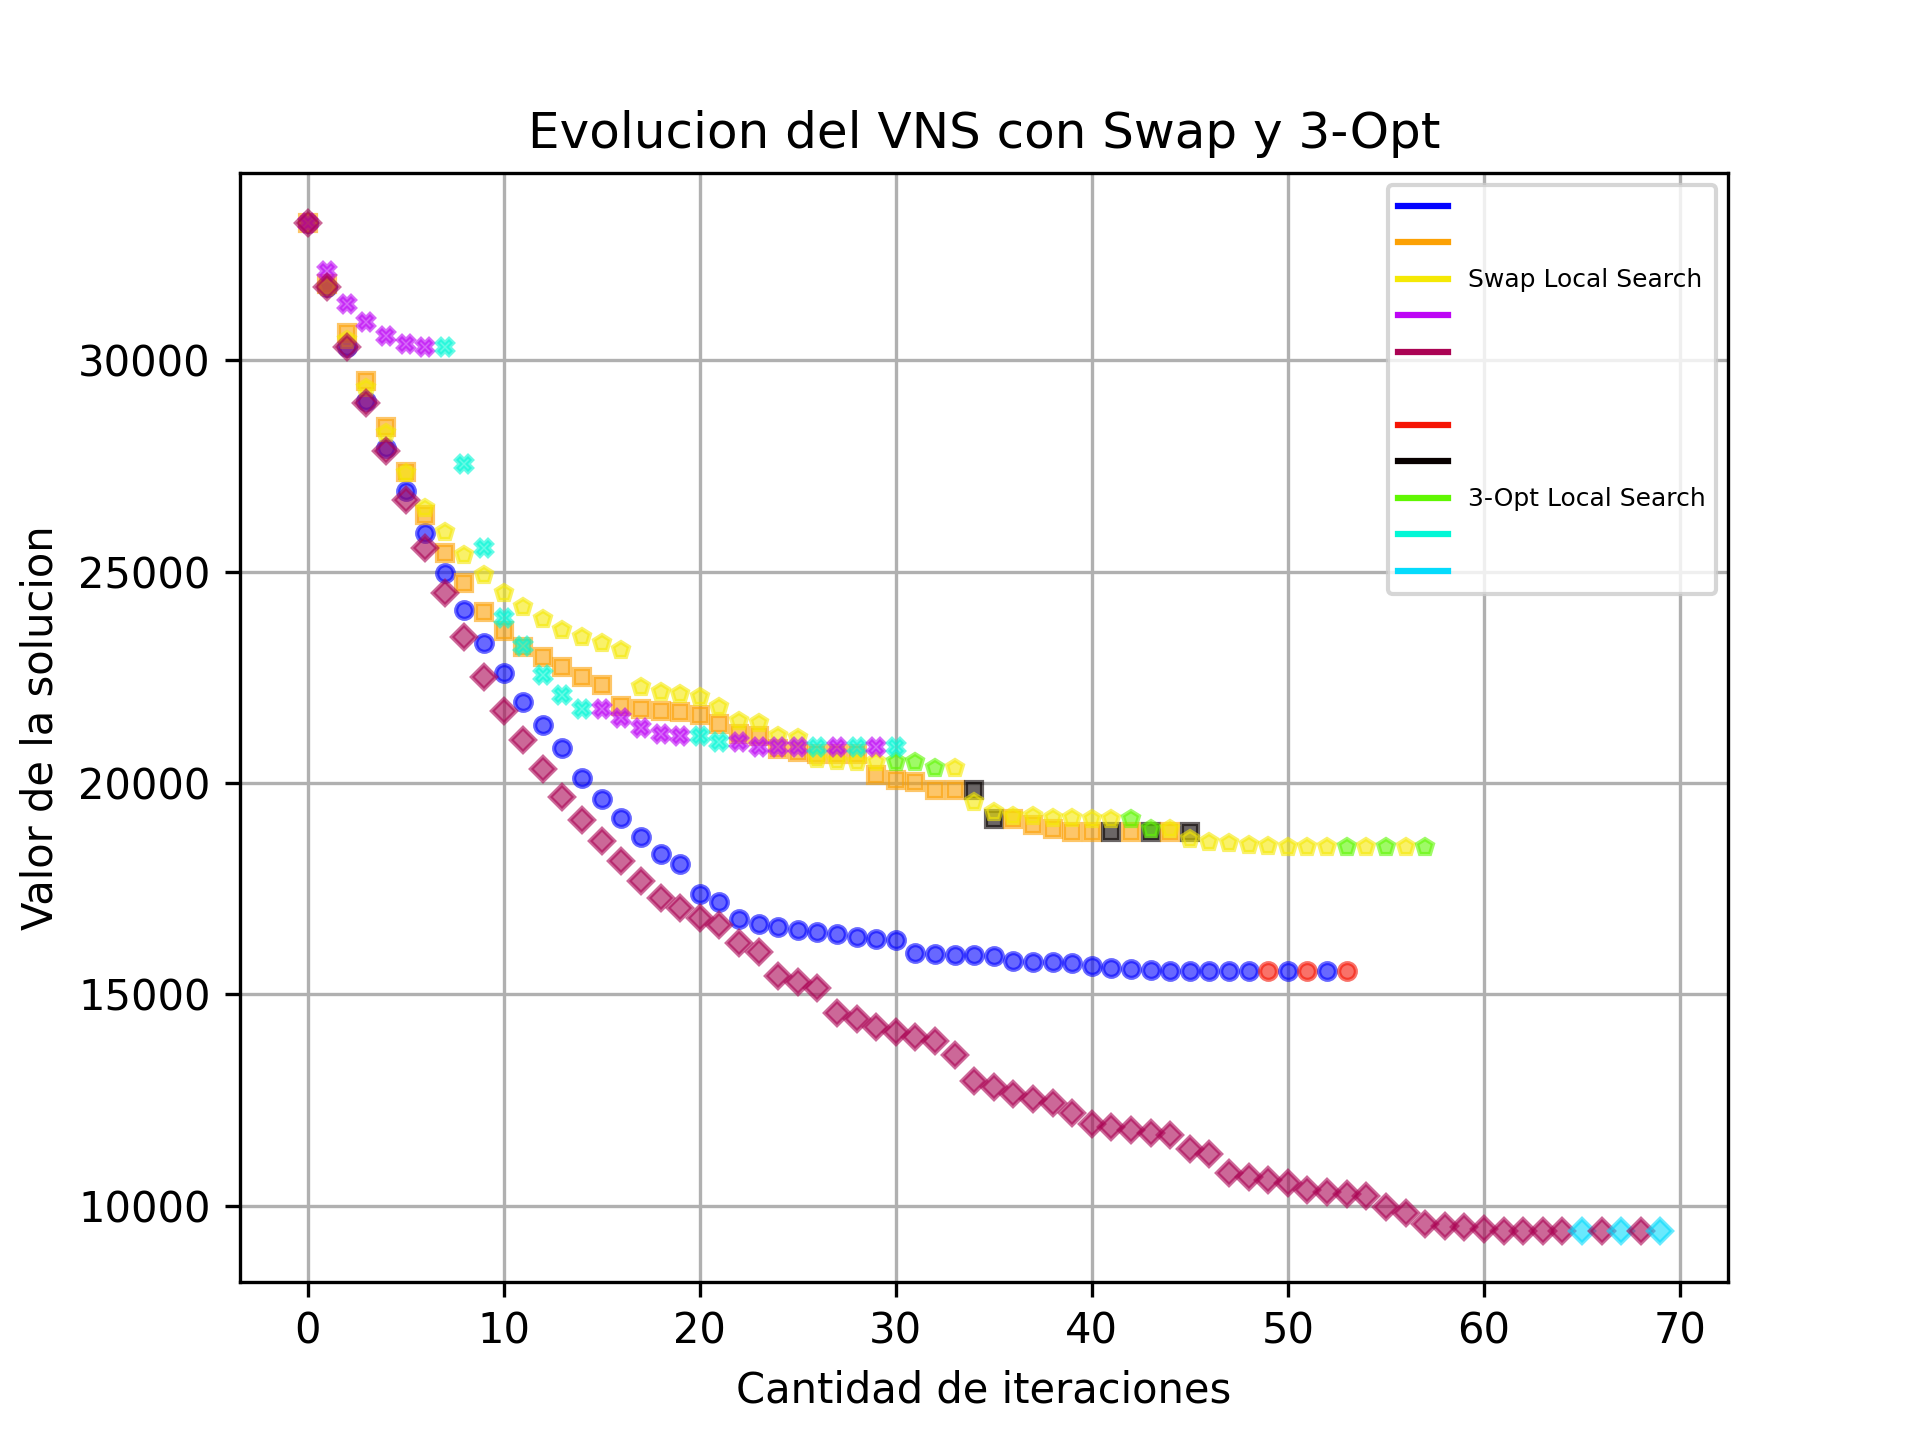 Evolucion del VNS con Swap y 3-Opt
Swap Local Search
3-Opt Local Search
Valor de la solucion
30000
25000
20000
15000
10000
0 10 20 30 40 50 60 70
Cantidad de iteraciones